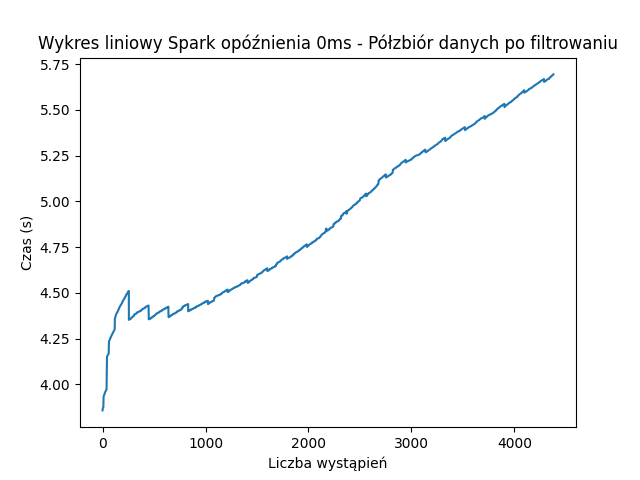 Wykres liniowy Spark opóźnienia 0ms - Półzbiór danych po filtrowaniu
5.75
5.50
5.25
5.00
4.75
4.50
4.25
4.00
Czas (s)
0 1000 2000 3000 4000
Liczba wystąpień